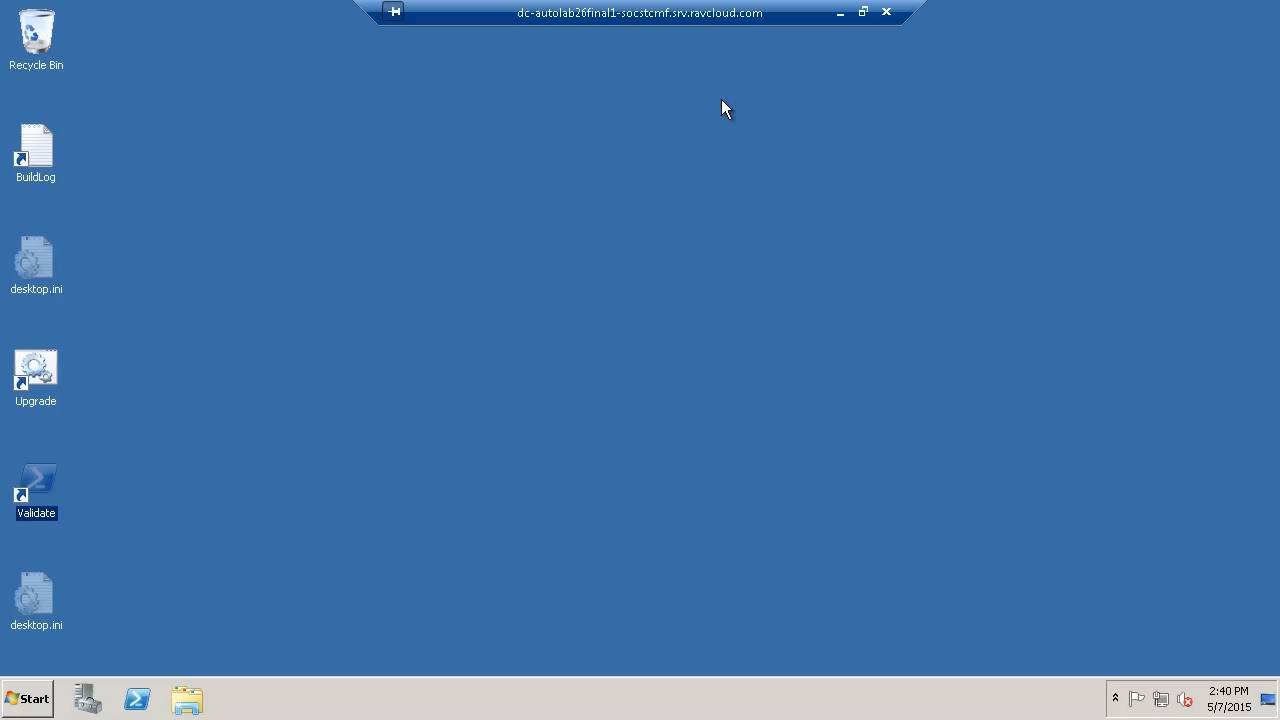 dc-autolab26final1-socstcmf.srv.ravcloud.com
Recycle Bin
BuildLog
desktop.ini
Upgrade
Validate
desktop.ini
Start
2:40 PM
5/7/2015